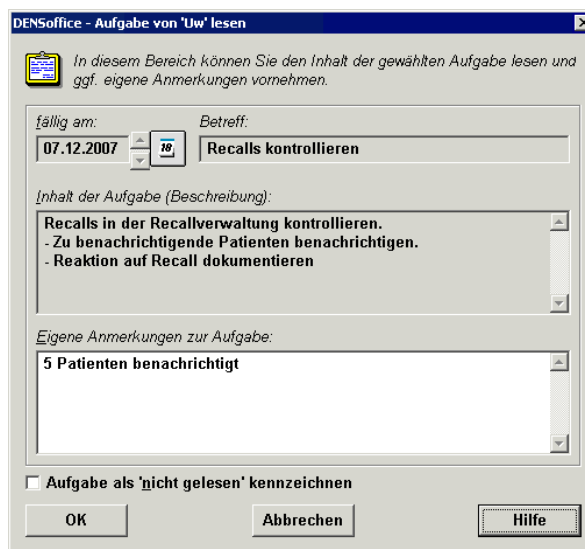 DENSoffice - Aufgabe von 'Uw' lesen
In diesem Bereich können Sie den Inhalt der gewählten Aufgabe lesen und
ggf. eigene Anmerkungen vornehmen.
fällig am:
Betreff:
07.12.2007
18
Recalls kontrollieren
Inhalt der Aufgabe (Beschreibung):
Recalls in der Recallverwaltung kontrollieren.
- Zu benachrichtigende Patienten benachrichtigen.
- Reaktion auf Recall dokumentieren
Eigene Anmerkungen zur Aufgabe:
5 Patienten benachrichtigt
Aufgabe als 'nicht gelesen' kennzeichnen
OK
Abbrechen
Hilfe